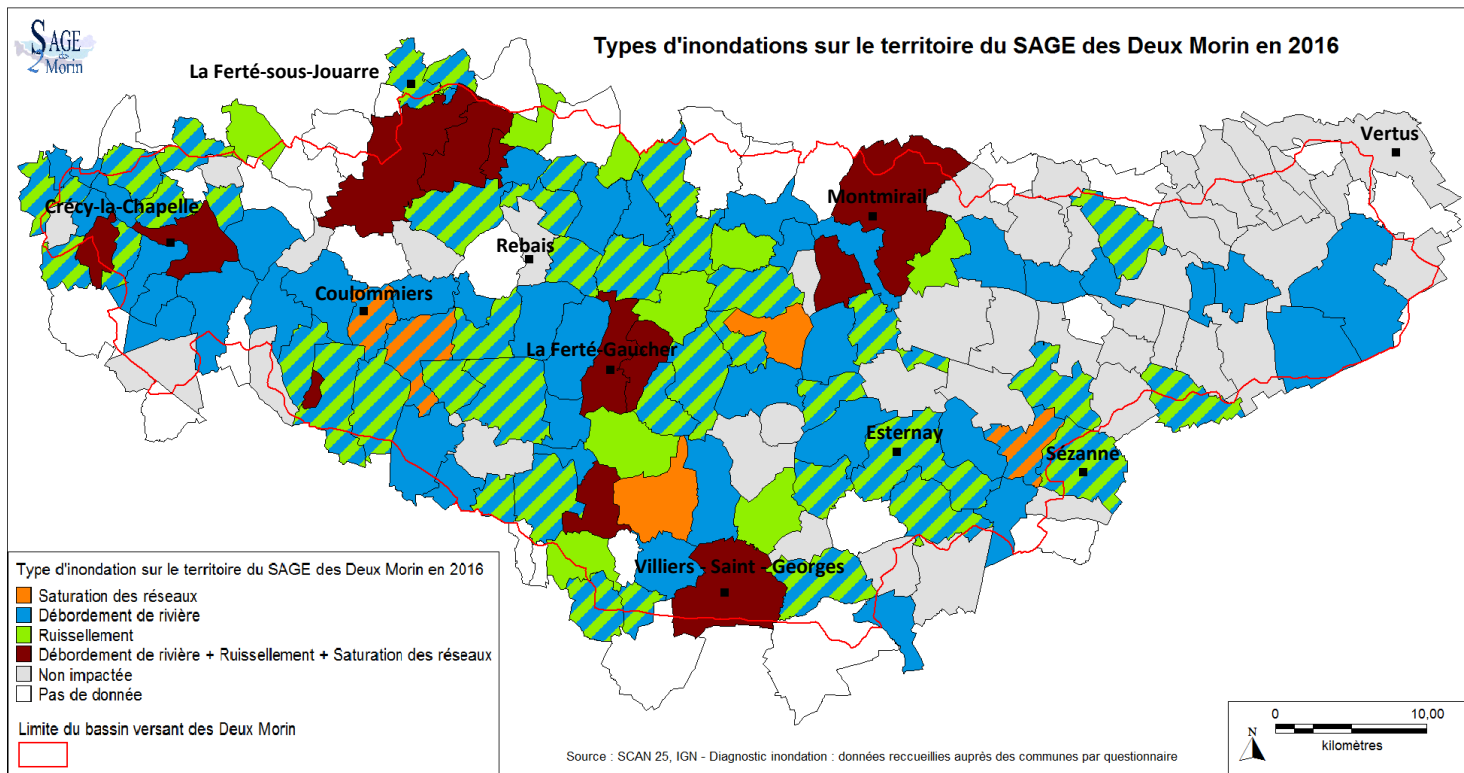 SAGE
des
2 Morin
Types d'inondations sur le territoire du SAGE des Deux Morin en 2016
La Ferté-sous-Jouarre
Vertus
Crécy-la-Chapelle
Montmirail
Rebais
Coulommiers
La Ferté-Gaucher
Esternay
Sézanne
Villiers - Saint - Georges
Type d'inondation sur le territoire du SAGE des Deux Morin en 2016
Saturation des réseaux
Débordement de rivière
Ruissellement
Débordement de rivière + Ruissellement + Saturation des réseaux
Non impactée
Pas de donnée
Limite du bassin versant des Deux Morin
Source : SCAN 25, IGN - Diagnostic inondation : données reccueillies auprès des communes par questionnaire
N
0 10,00
kilomètres